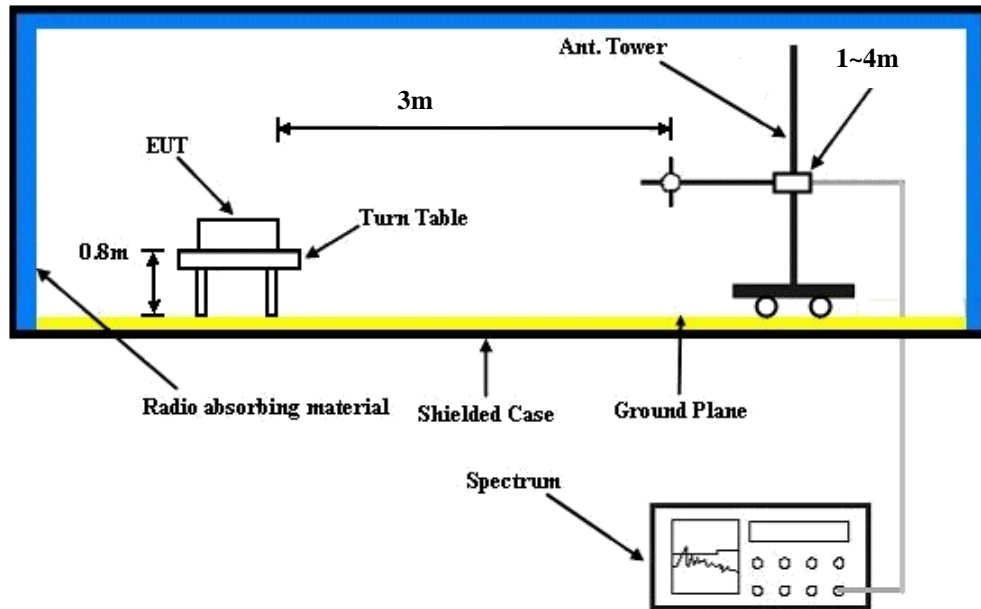 Ant. Tower
1~4m
3m
EUT
Turn Table
0.8m
Radio absorbing material
Shielded Case
Ground Plane
Spectrum